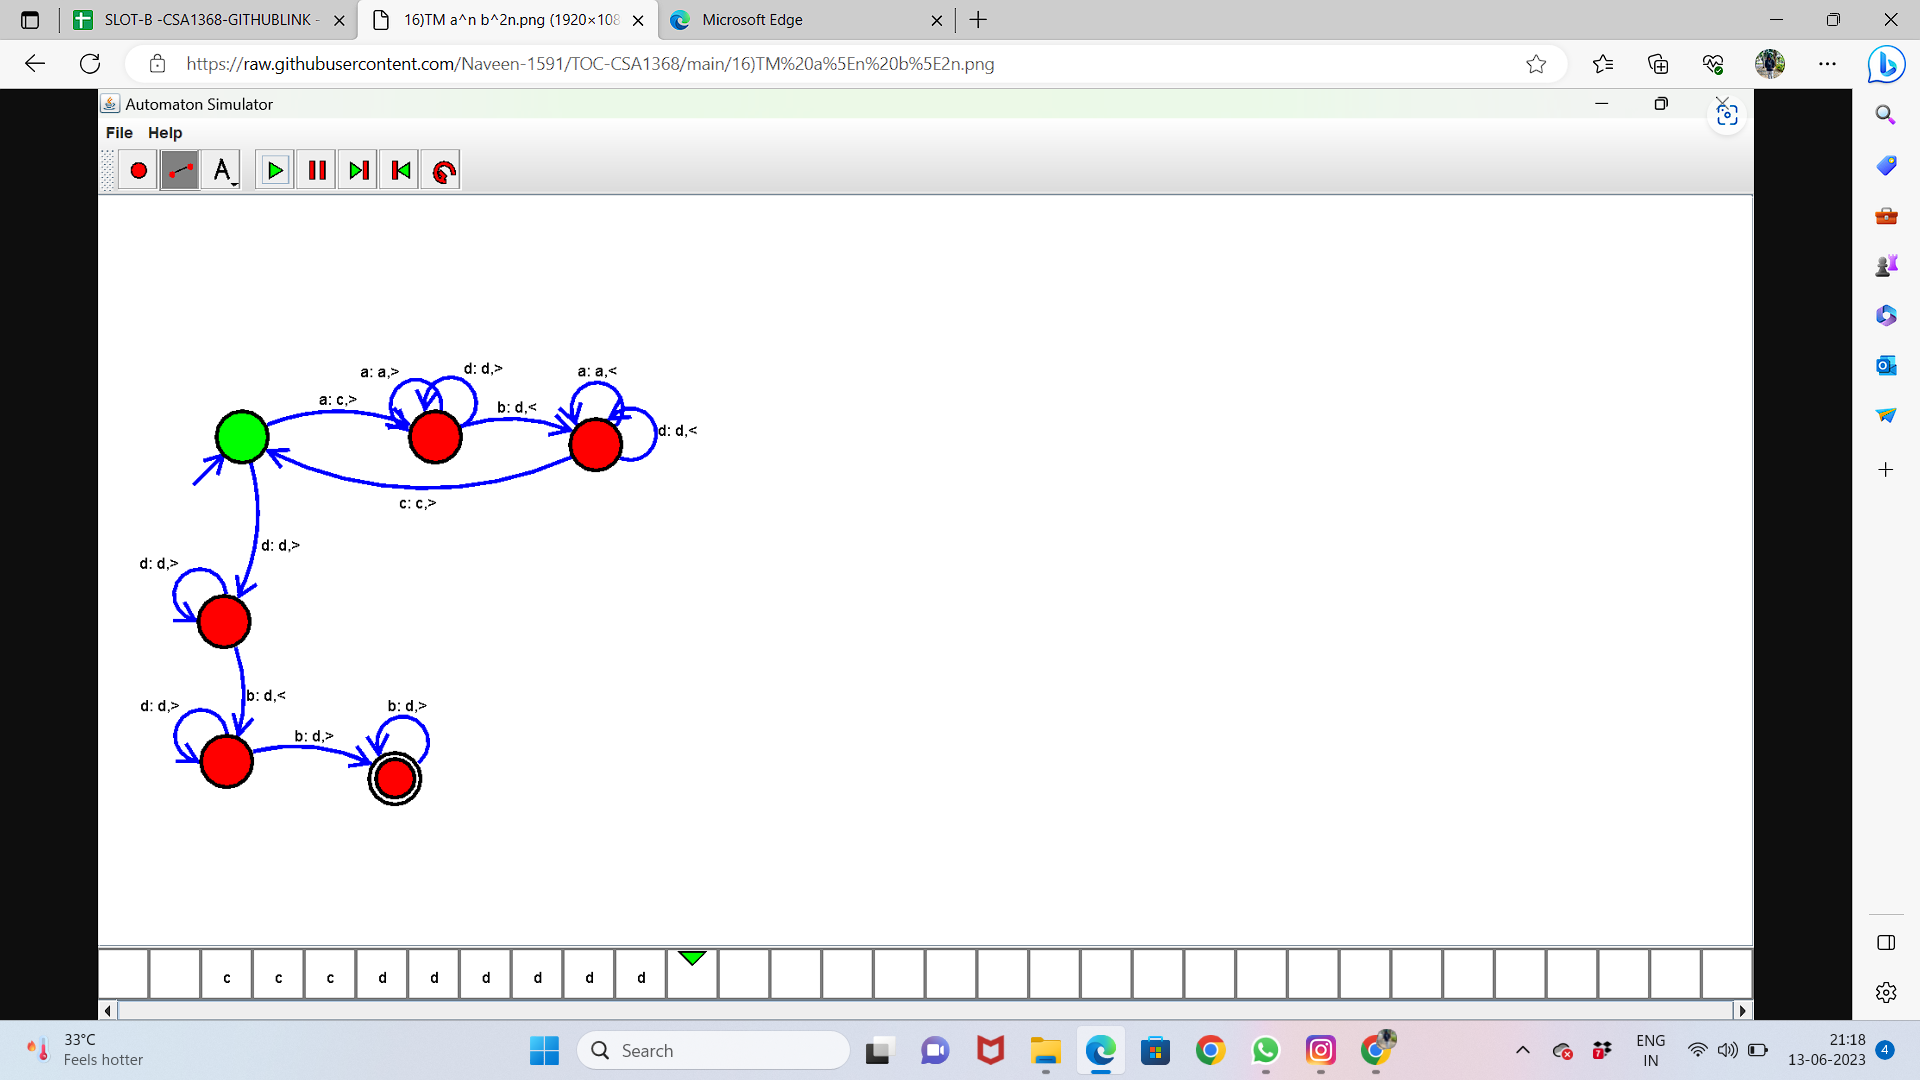 SLOT-B -CSA1368-GITHUBLINK -
16)TM a^n b^2n.png (1920×108
Microsoft Edge
https://raw.githubusercontent.com/Naveen-1591/TOC-CSA1368/main/16)TM%20a%5En%20b%5E2n.png
Automaton Simulator
File Help
A
a: a,>
d: d,>
a: a,<
a: c,>
b: d,<
d: d,<
c: c,>
d: d,>
d: d,>
b: d,<
d: d,>
b: d,>
b: d,>
c c c d d d d d d
33°C
Feels hotter
Search
7
ENG
IN
21:18
13-06-2023
4